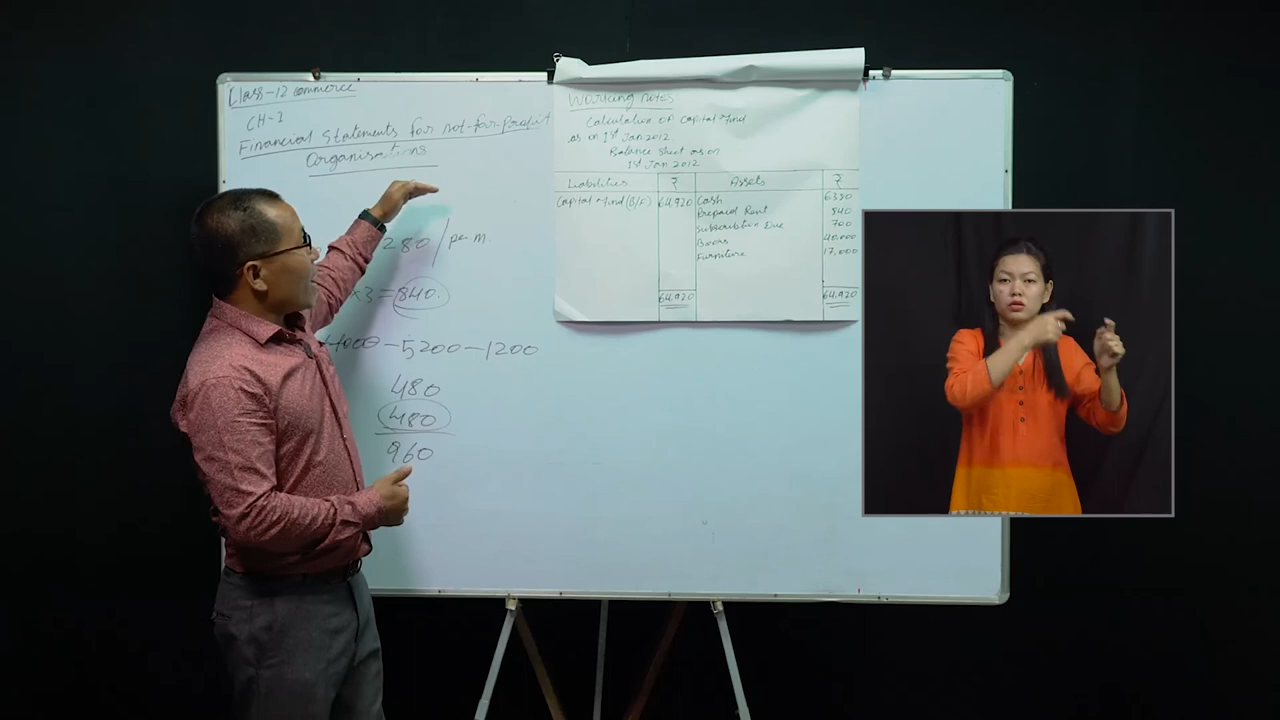 Class-12 commerce
CH-I
Financial Statements for Not-for-Profit
Organisations
280/ per M.
×3 = 840.
4000 - 5200 - 1200
480
480
960
Working Notes
Calculation of Capital Fund
as on 1st Jan 2012
Balance Sheet as on
1st Jan 2012
Liabilities ₹ Assets ₹
Capital Fund (B/F) 64,920 Cash 6380
Prepaid Rent 840
Subscription Due 700
Books 40,000
Furniture 17,000
64,920 64,920